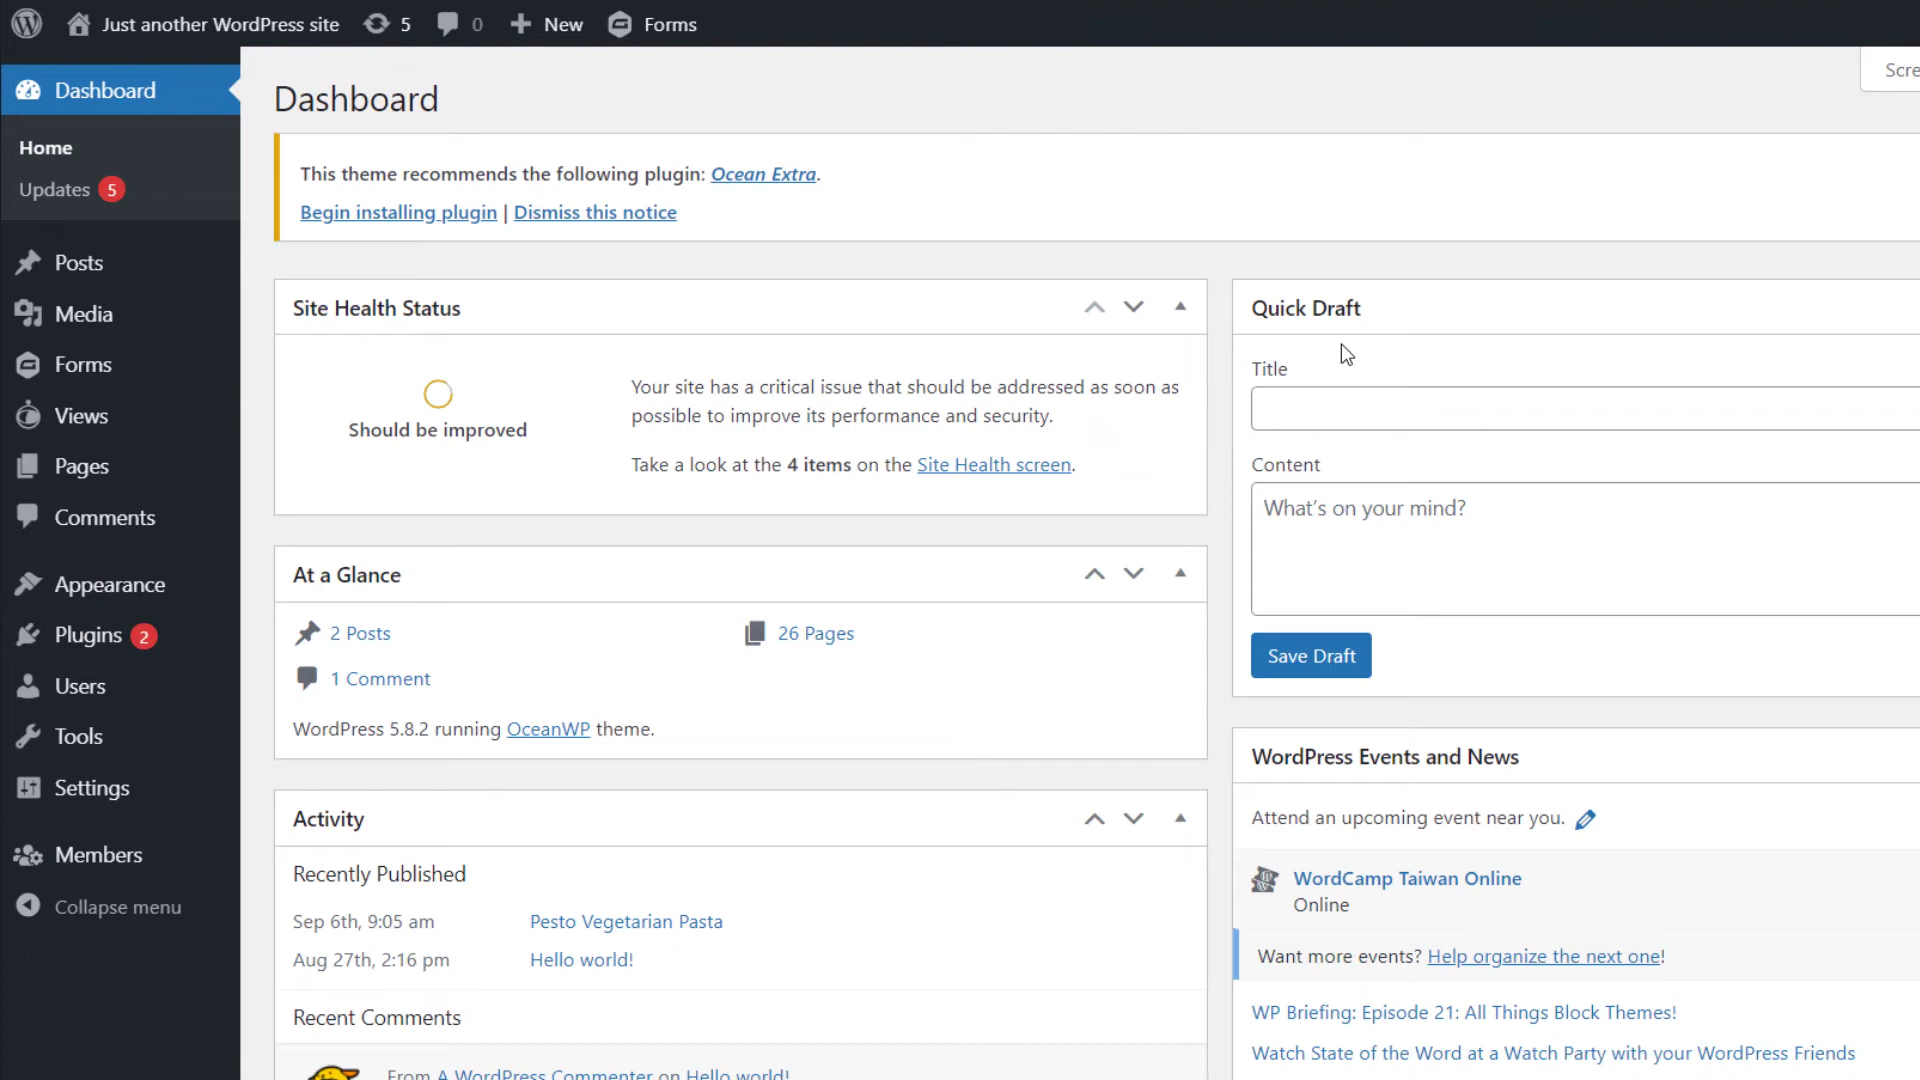 Just another WordPress site 5 0 New Forms
Scre
Dashboard
Home
Updates 5
Posts
Media
Forms
Views
Pages
Comments
Appearance
Plugins 2
Users
Tools
Settings
Members
Collapse menu
Dashboard
This theme recommends the following plugin: Ocean Extra.
Begin installing plugin | Dismiss this notice
Site Health Status
Should be improved
Your site has a critical issue that should be addressed as soon as
possible to improve its performance and security.
Take a look at the 4 items on the Site Health screen.
At a Glance
2 Posts
26 Pages
1 Comment
WordPress 5.8.2 running OceanWP theme.
Activity
Recently Published
Sep 6th, 9:05 am Pesto Vegetarian Pasta
Aug 27th, 2:16 pm Hello world!
Recent Comments
From A WordPress Commenter on Hello world!
Quick Draft
Title
Content
What's on your mind?
Save Draft
WordPress Events and News
Attend an upcoming event near you.
WordCamp Taiwan Online
Online
Want more events? Help organize the next one!
WP Briefing: Episode 21: All Things Block Themes!
Watch State of the Word at a Watch Party with your WordPress Friends